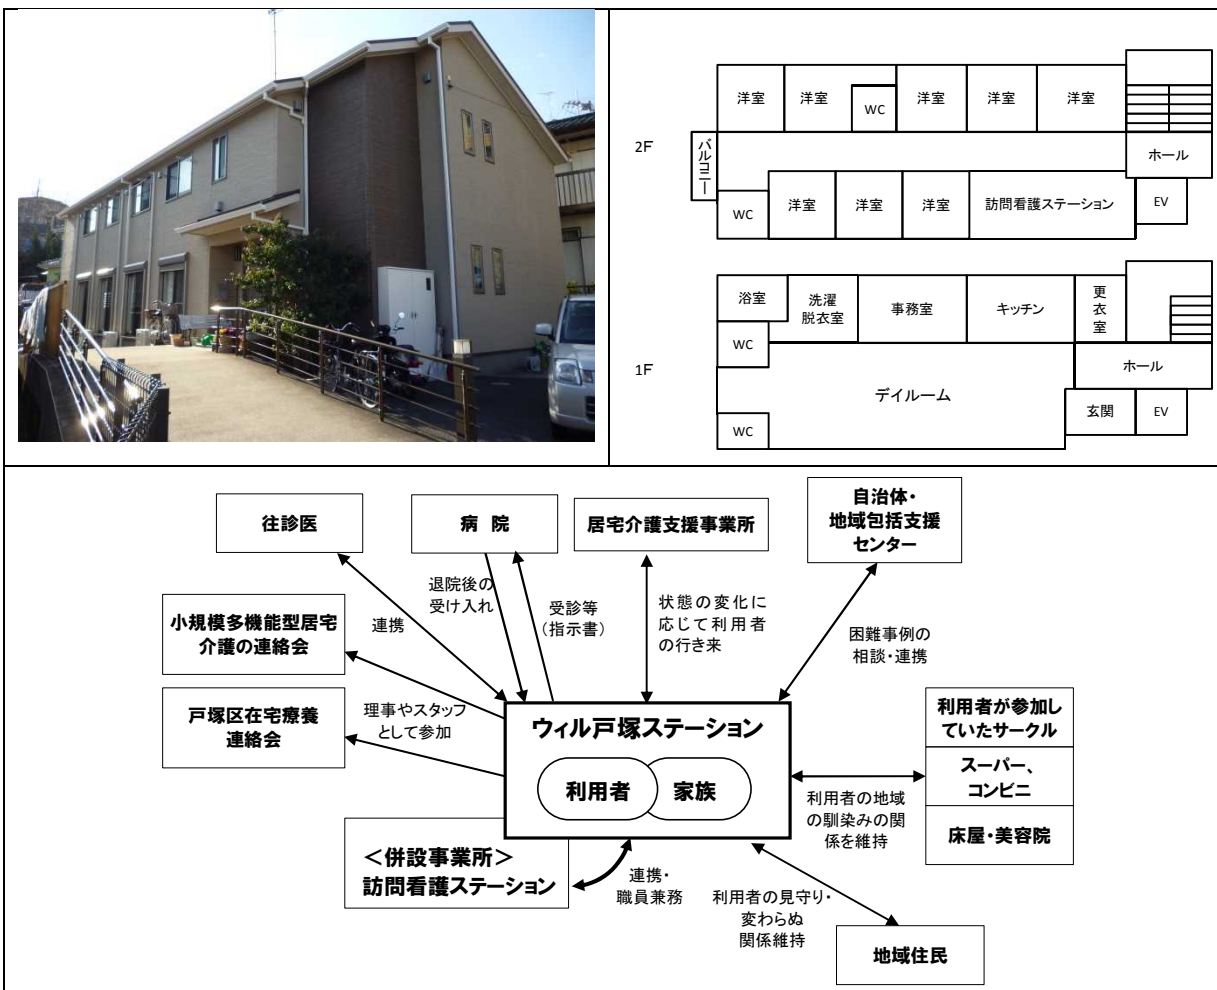 2F
洋室
洋室
WC
洋室
洋室
洋室
バルコニー
ホール
WC
洋室
洋室
洋室
訪問看護ステーション
EV
1F
浴室
洗濯
脱衣室
事務室
キッチン
更衣室
WC
ホール
デイルーム
WC
玄関
EV
往診医
病 院
居宅介護支援事業所
自治体・
地域包括支援
センター
連携
退院後の
受け入れ
受診等
(指示書)
状態の変化に
応じて利用者
の行き来
困難事例の
相談・連携
小規模多機能型居宅
介護の連絡会
戸塚区在宅療養
連絡会
理事やスタッフ
として参加
ウィル戸塚ステーション
利用者
家族
利用者の地域
の馴染みの関
係を維持
利用者が参加し
ていたサークル
スーパー、
コンビニ
床屋・美容院
<併設事業所>
訪問看護ステーション
連携・
職員兼務
利用者の見守り・
変わらぬ
関係維持
地域住民